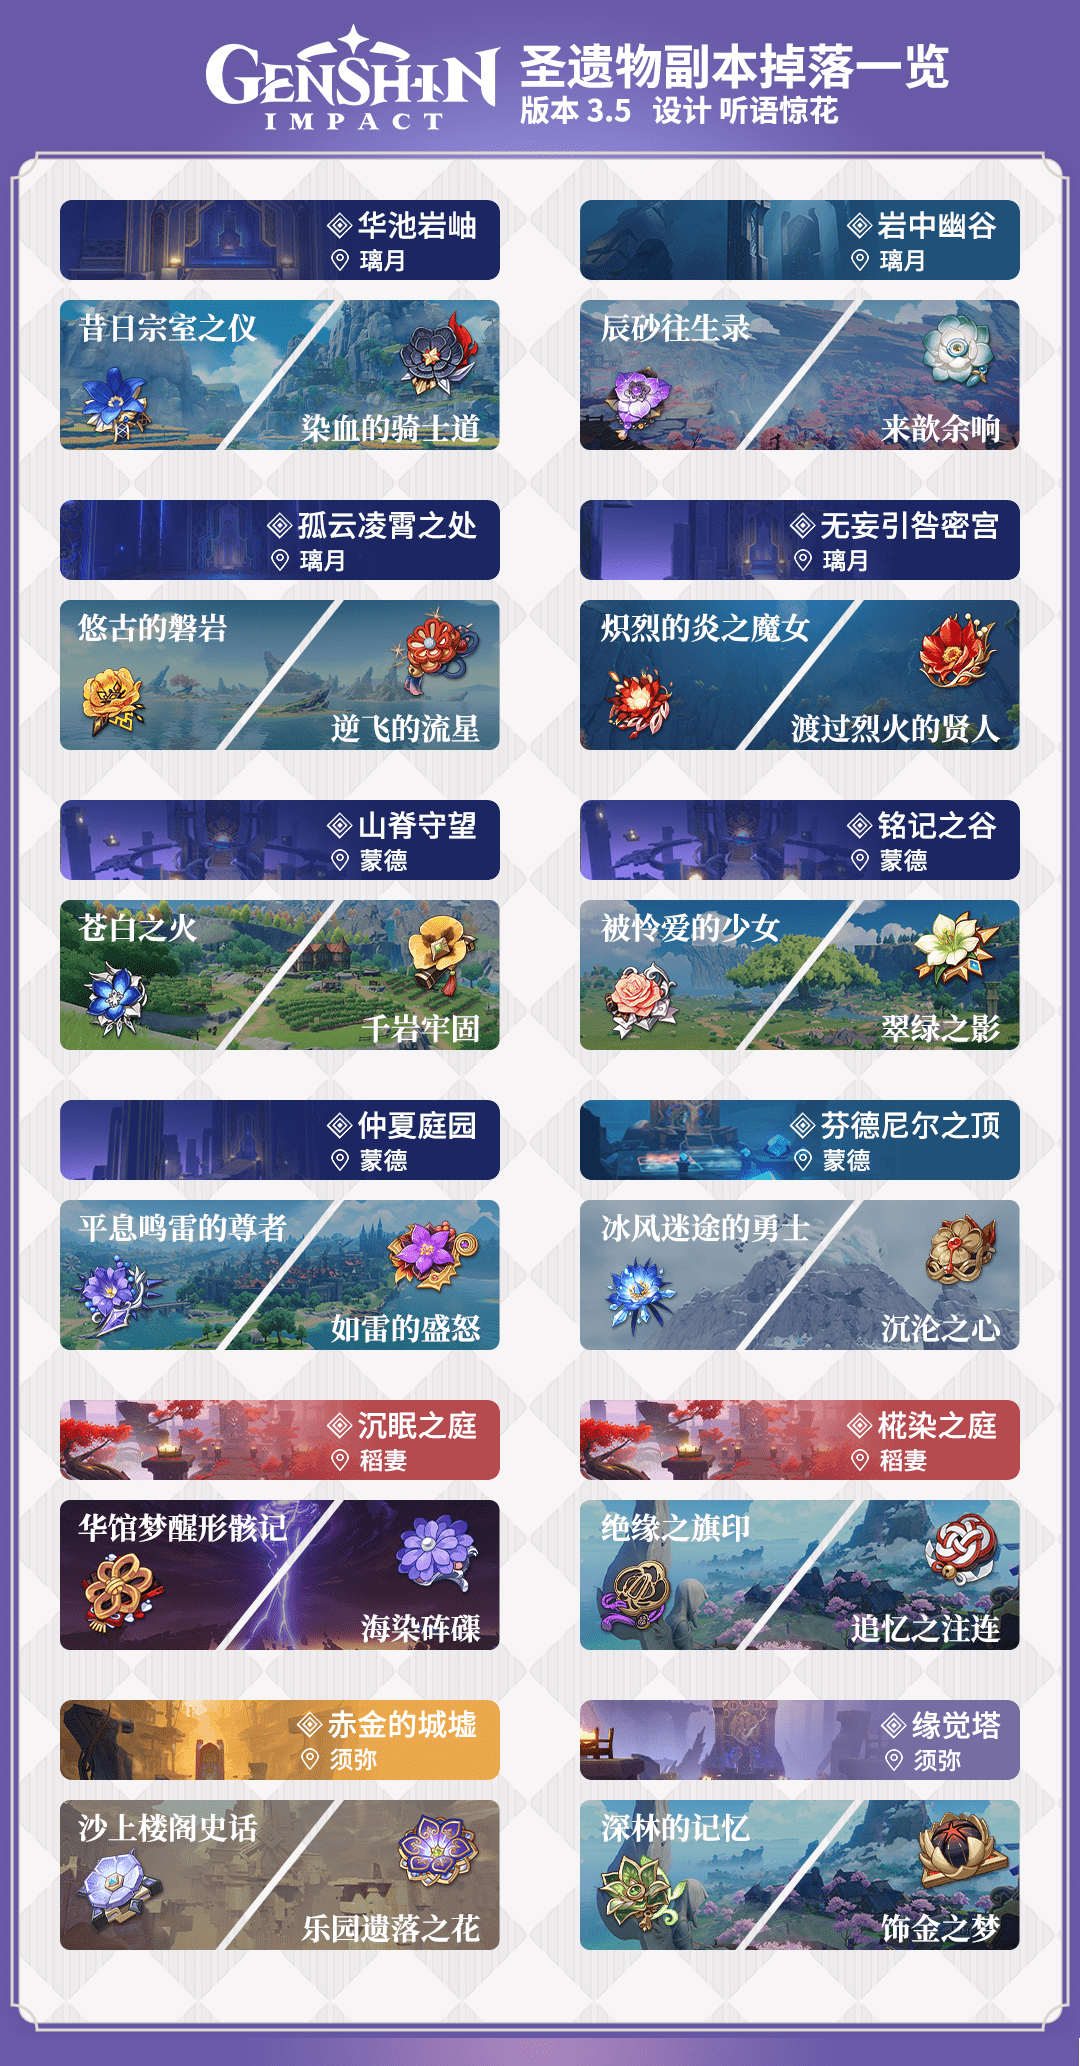 GENSHIN
IMPACT
圣遗物副本掉落一览
版本 3.5 设计 听语惊花
华池岩岫
璃月
昔日宗室之仪
染血的骑士道
岩中幽谷
璃月
辰砂往生录
来歆余响
孤云凌霄之处
璃月
悠古的磐岩
逆飞的流星
无妄引咎密宫
璃月
炽烈的炎之魔女
渡过烈火的贤人
山脊守望
蒙德
苍白之火
千岩牢固
铭记之谷
蒙德
被怜爱的少女
翠绿之影
仲夏庭园
蒙德
平息鸣雷的尊者
如雷的盛怒
芬德尼尔之顶
蒙德
冰风迷途的勇士
沉沦之心
沉眠之庭
稻妻
华馆梦醒形骸记
海染砗磲
椛染之庭
稻妻
绝缘之旗印
追忆之注连
赤金的城墟
须弥
沙上楼阁史话
乐园遗落之花
缘觉塔
须弥
深林的记忆
饰金之梦